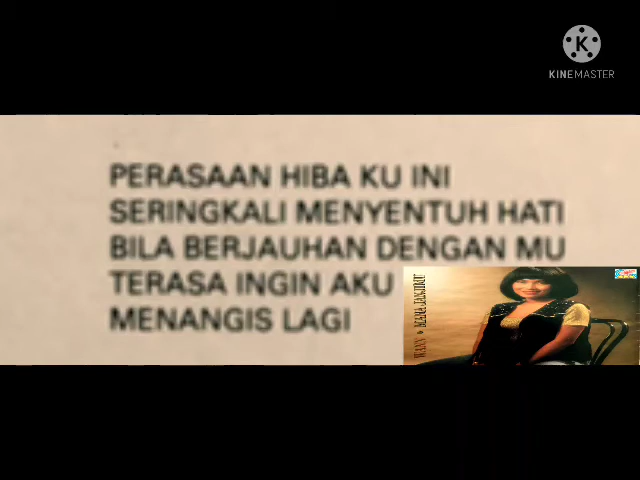 KINEMASTER
PERASAAN HIBA KU INI
SERINGKALI MENYENTUH HATI
BILA BERJAUHAN DENGAN MU
TERASA INGIN AKU
MENANGIS LAGI